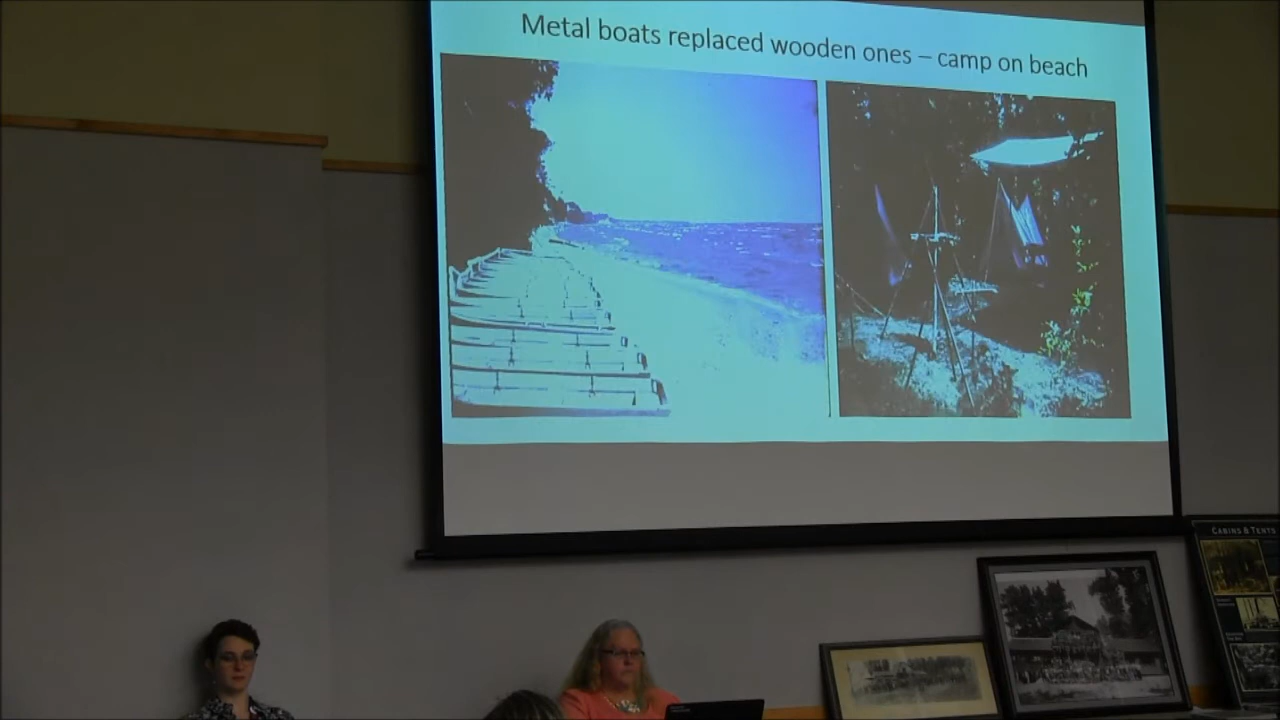 Metal boats replaced wooden ones – camp on beach
CABINS & TENTS